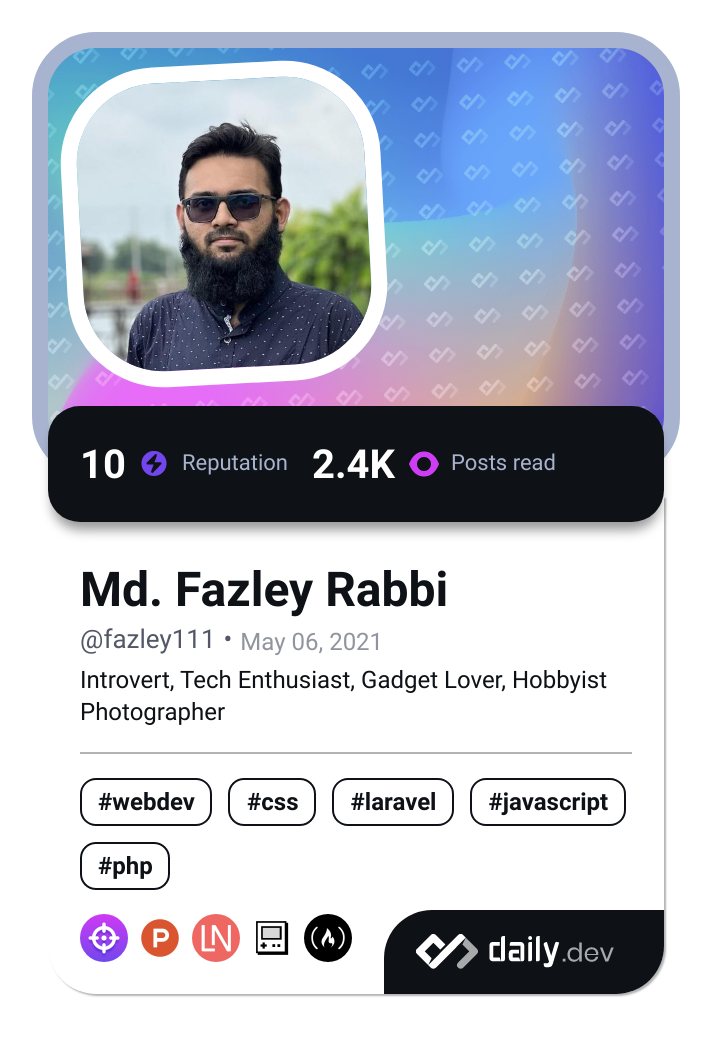 10 Reputation 2.4K Posts read
Md. Fazley Rabbi
@fazley111 • May 06, 2021
Introvert, Tech Enthusiast, Gadget Lover, Hobbyist
Photographer
#webdev #css #laravel #javascript
#php
P LN daily.dev